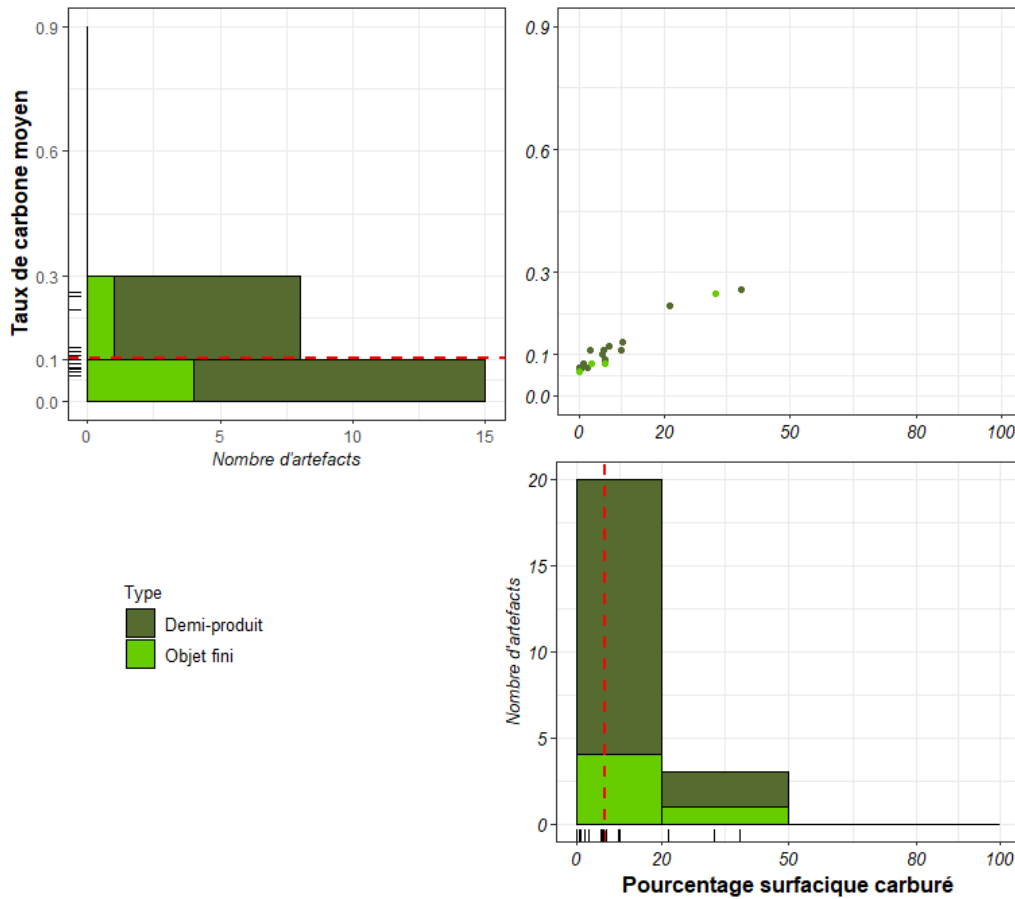 0.9
0.6
0.3
0.1
0.0
Taux de carbone moyen
0 5 10 15
Nombre d'artefacts
0.9
0.6
0.3
0.1
0.0
0 20 50 80 100
Type
Demi-produit
Objet fini
20
15
10
5
0
Nombre d'artefacts
0 20 50 80 100
Pourcentage surfacique carburé